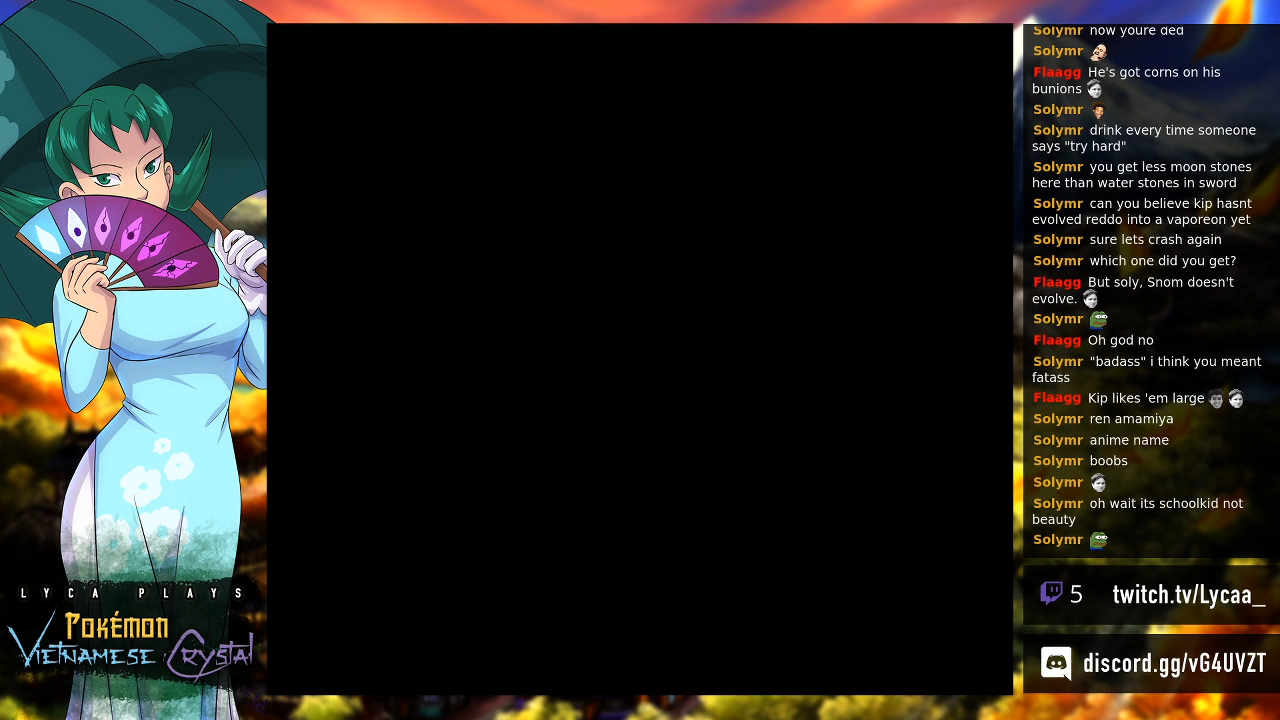 Solymr now youre ded
Solymr
Flaagg He's got corns on his
bunions
Solymr
Solymr drink every time someone
says "try hard"
Solymr you get less moon stones
here than water stones in sword
Solymr can you believe kip hasnt
evolved reddo into a vaporeon yet
Solymr sure lets crash again
Solymr which one did you get?
Flaagg But soly, Snom doesn't
evolve.
Solymr
Flaagg Oh god no
Solymr "badass" i think you meant
fatass
Flaagg Kip likes 'em large
Solymr ren amamiya
Solymr anime name
Solymr boobs
Solymr
Solymr oh wait its schoolkid not
beauty
Solymr
5 twitch.tv/Lycaa_
discord.gg/vG4UVZT
LYCA PLAYS
POKéMON
VIETNAMESE CRYSTAL